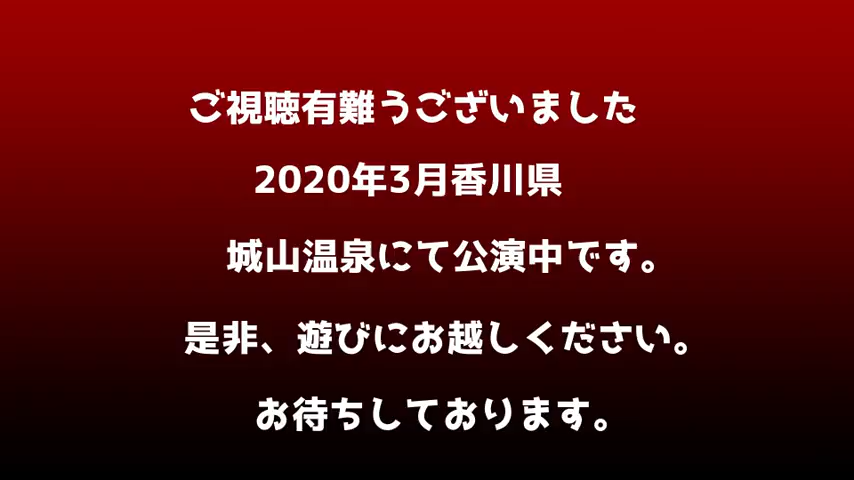 ご視聴有難うございました
2020年3月香川県
城山温泉にて公演中です。
是非、遊びにお越しください。
お待ちしております。